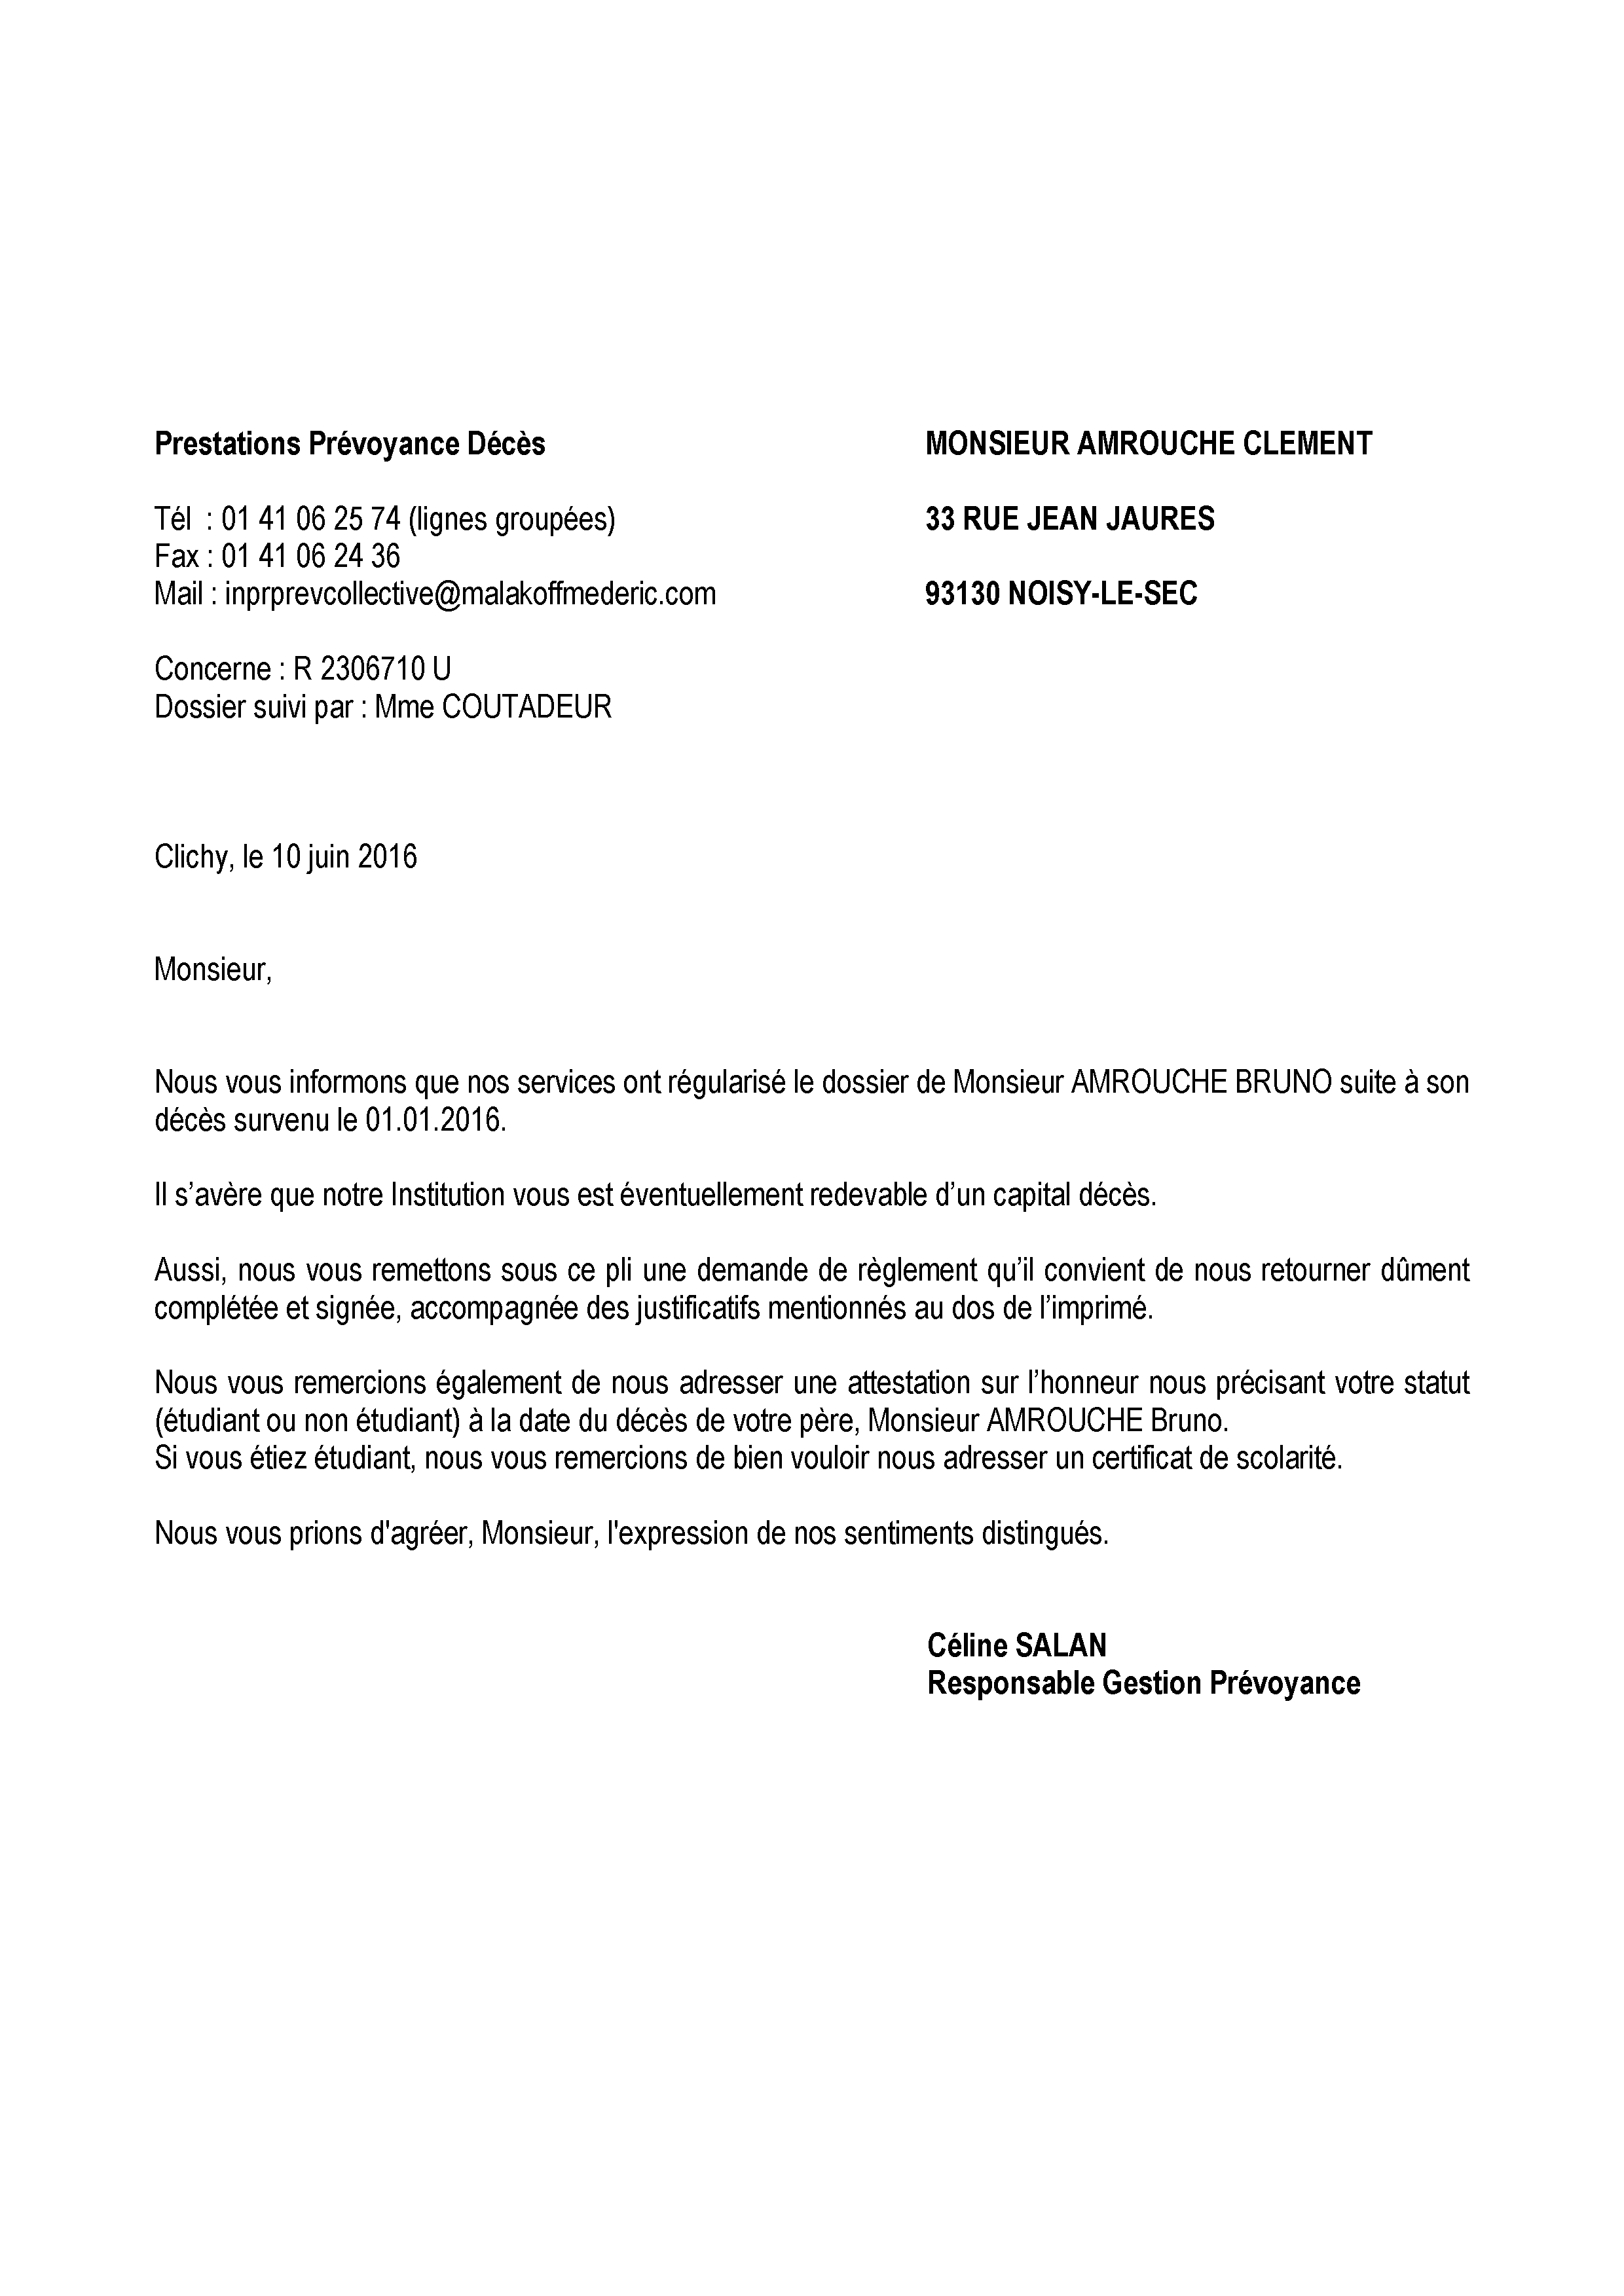 Prestations Prévoyance Décès
MONSIEUR AMROUCHE CLEMENT
Tél : 01 41 06 25 74 (lignes groupées)
33 RUE JEAN JAURES
Fax : 01 41 06 24 36
Mail : inprprevcollective@malakoffmederic.com
93130 NOISY-LE-SEC
Concerne : R 2306710 U
Dossier suivi par : Mme COUTADEUR
Clichy, le 10 juin 2016
Monsieur,
Nous vous informons que nos services ont régularisé le dossier de Monsieur AMROUCHE BRUNO suite à son
décès survenu le 01.01.2016.
Il s’avère que notre Institution vous est éventuellement redevable d’un capital décès.
Aussi, nous vous remettons sous ce pli une demande de règlement qu’il convient de nous retourner dûment
complétée et signée, accompagnée des justificatifs mentionnés au dos de l’imprimé.
Nous vous remercions également de nous adresser une attestation sur l’honneur nous précisant votre statut
(étudiant ou non étudiant) à la date du décès de votre père, Monsieur AMROUCHE Bruno.
Si vous étiez étudiant, nous vous remercions de bien vouloir nous adresser un certificat de scolarité.
Nous vous prions d'agréer, Monsieur, l'expression de nos sentiments distingués.
Céline SALAN
Responsable Gestion Prévoyance